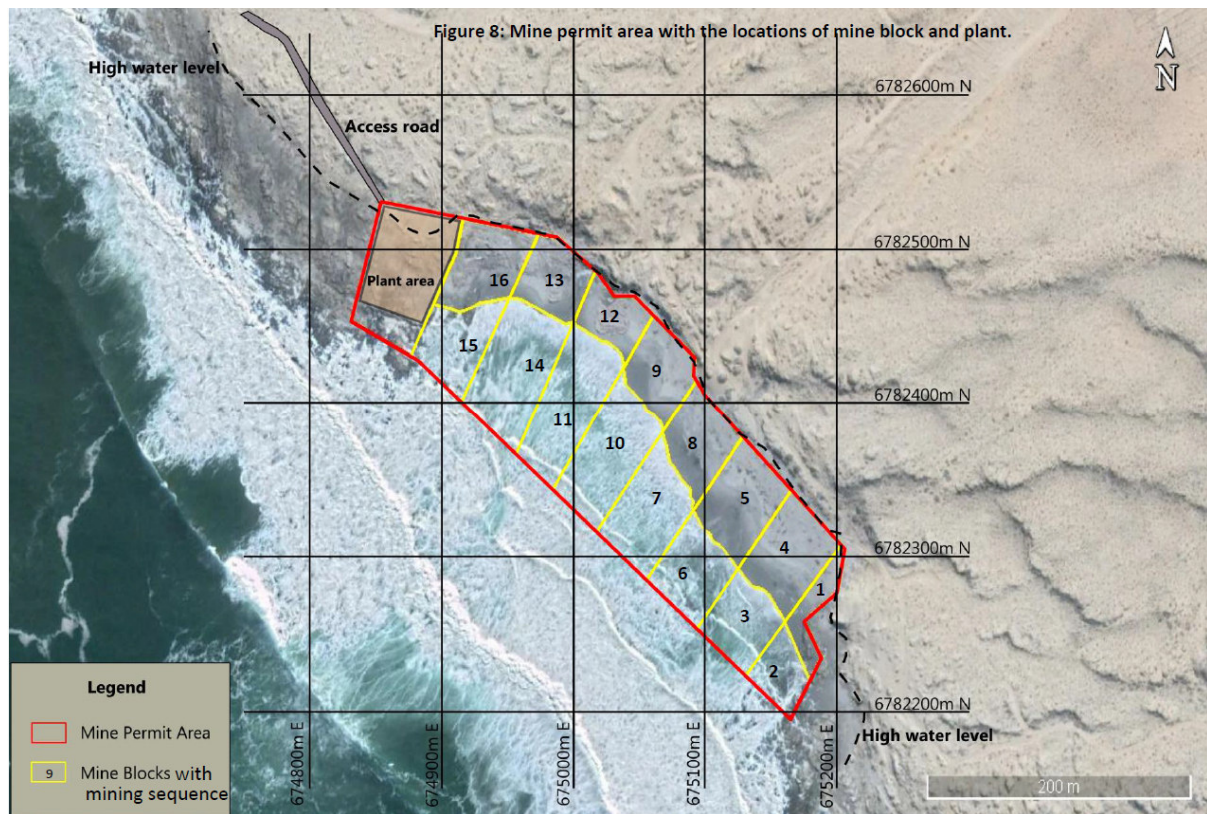 Figure 8: Mine permit area with the locations of mine block and plant.
High water level
N
6782600m N
Access road
6782500m N
Plant area
16
13
12
15
14
9
6782400m N
11
10
8
7
5
4
6782300m N
6
1
3
2
6782200m N
High water level
674800m E
674900m E
675000m E
675100m E
675200m E
Legend
Mine Permit Area
9
Mine Blocks with
mining sequence
200 m